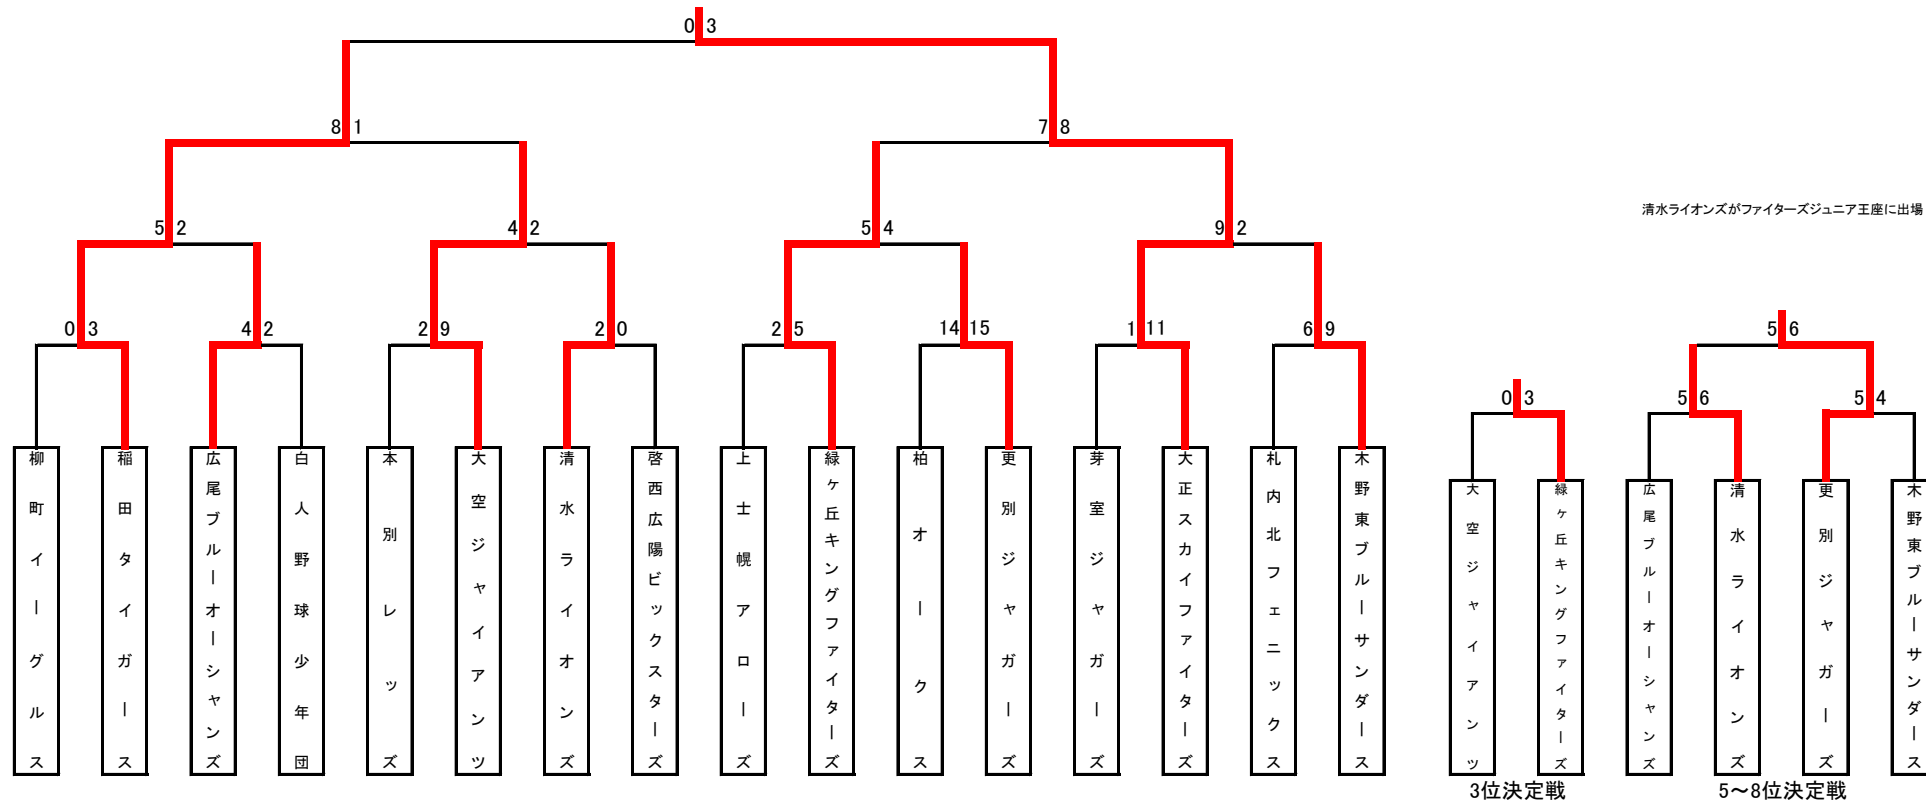 0 3
8 1
7 8
清水ライオンズがファイターズジュニア王座に出場
5 2
4 2
5 4
9 2
0 3
4 2
2 9
2 0
2 5
14 15
1 11
6 9
5 6
0 3
5 6
5 4
柳町イーグルス
稲田タイガース
広尾ブルーオーシャンズ
白人野球少年団
本別レッズ
大空ジャイアンツ
清水ライオンズ
啓西広陽ビックスターズ
上士幌アローズ
緑ヶ丘キングファイターズ
柏オークス
更別ジャガーズ
芽室ジャガーズ
大正スカイファイターズ
札内北フェニックス
木野東ブルーサンダース
大空ジャイアンツ
緑ヶ丘キングファイターズ
広尾ブルーオーシャンズ
清水ライオンズ
更別ジャガーズ
木野東ブルーサンダース
3位決定戦
5～8位決定戦